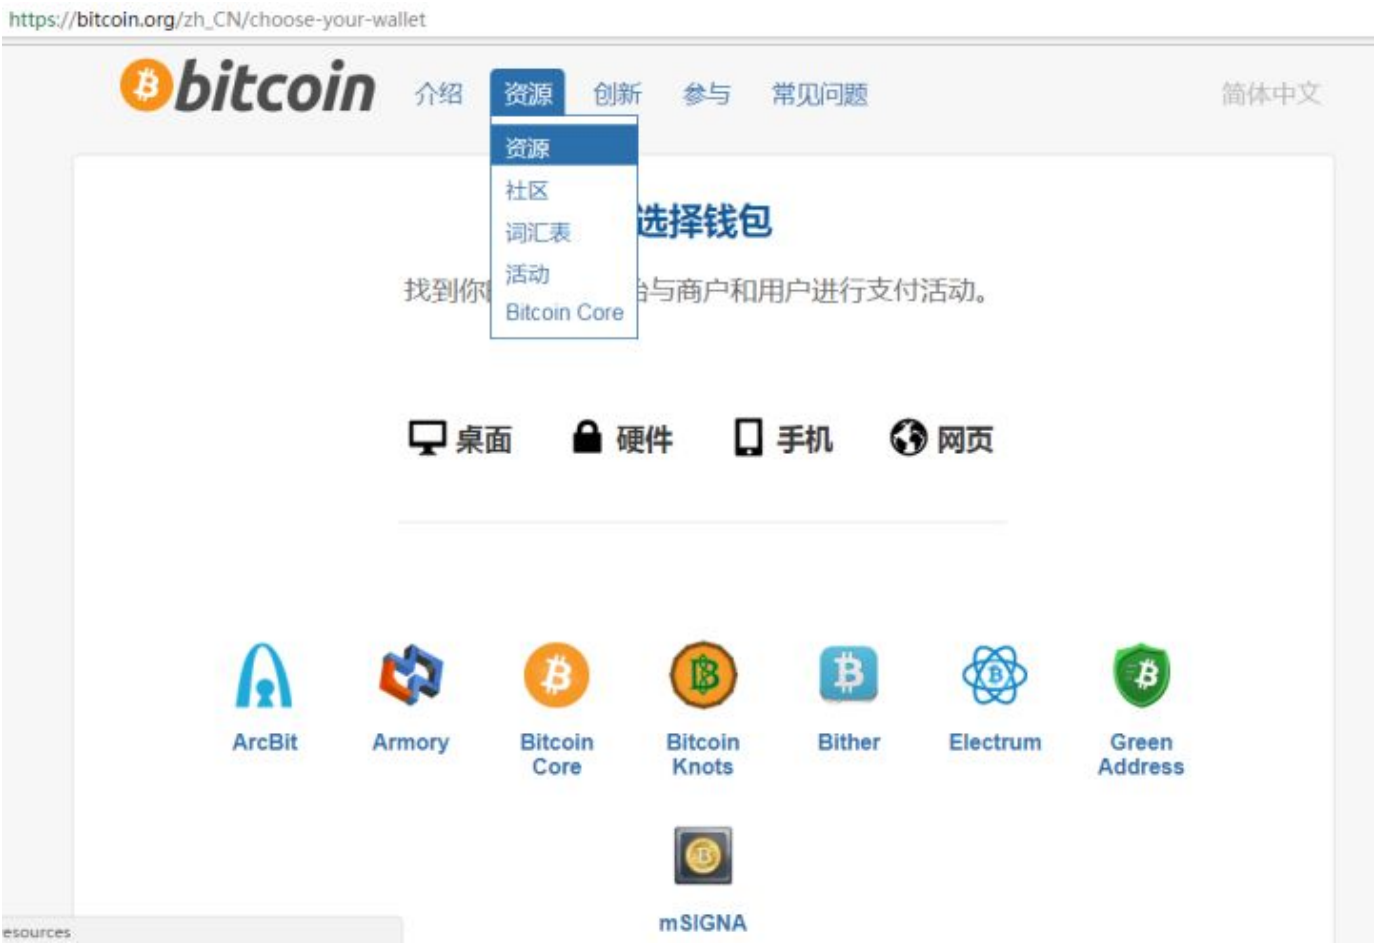 https://bitcoin.org/zh_CN/choose-your-wallet
bitcoin 介绍 资源 创新 参与 常见问题 简体中文
资源
社区
词汇表
活动
Bitcoin Core
选择钱包
找到你 与商户和用户进行支付活动。
桌面 硬件 手机 网页
ArcBit Armory Bitcoin Core Bitcoin Knots Bither Electrum Green Address
mSIGNA
esources